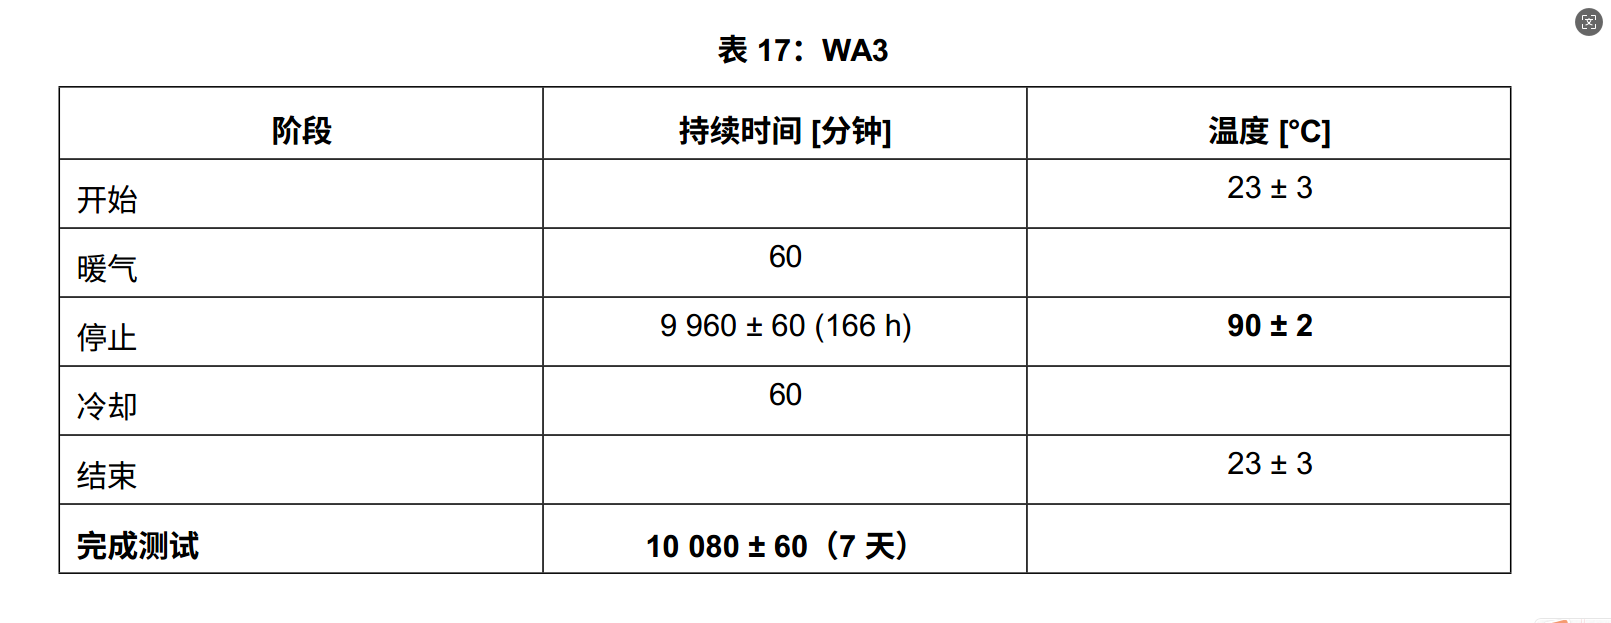 表 17：WA3
阶段 持续时间 [分钟] 温度 [°C]
开始 23 ± 3
暖气 60
停止 9 960 ± 60 (166 h) 90 ± 2
冷却 60
结束 23 ± 3
完成测试 10 080 ± 60（7 天）